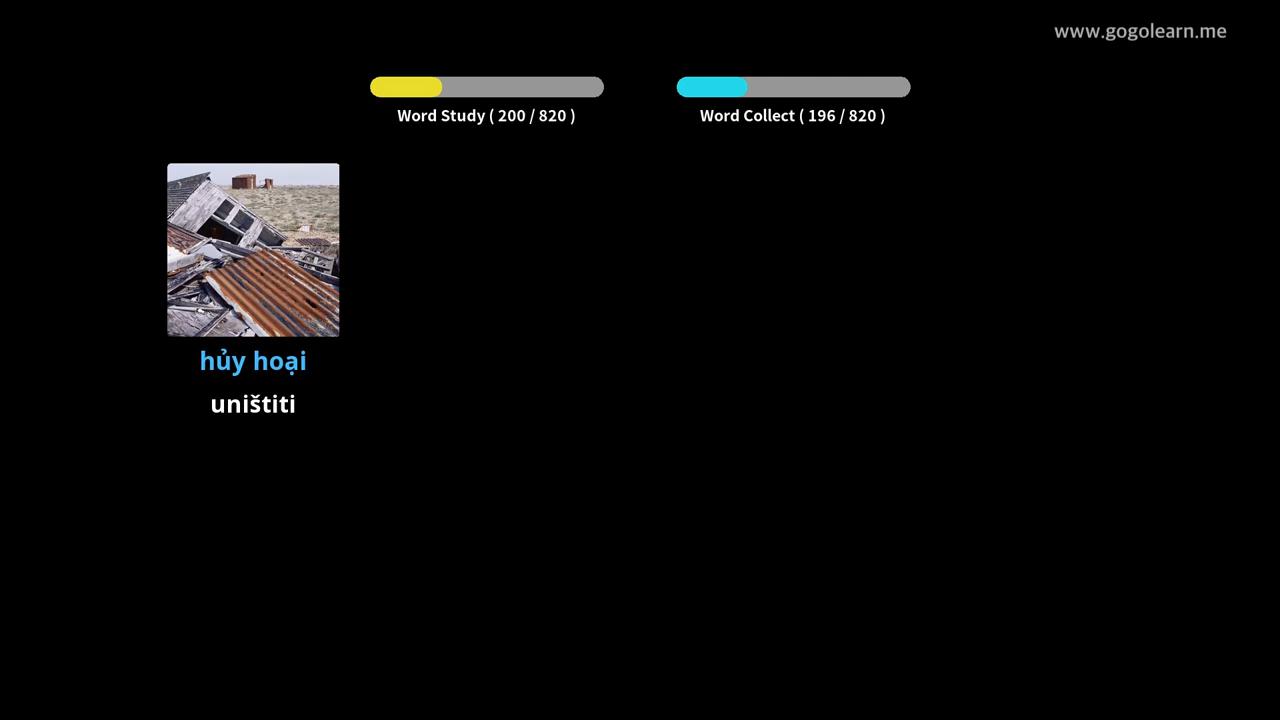 www.gogolearn.me
Word Study ( 200 / 820 )
Word Collect ( 196 / 820 )
hủy hoại
uništiti